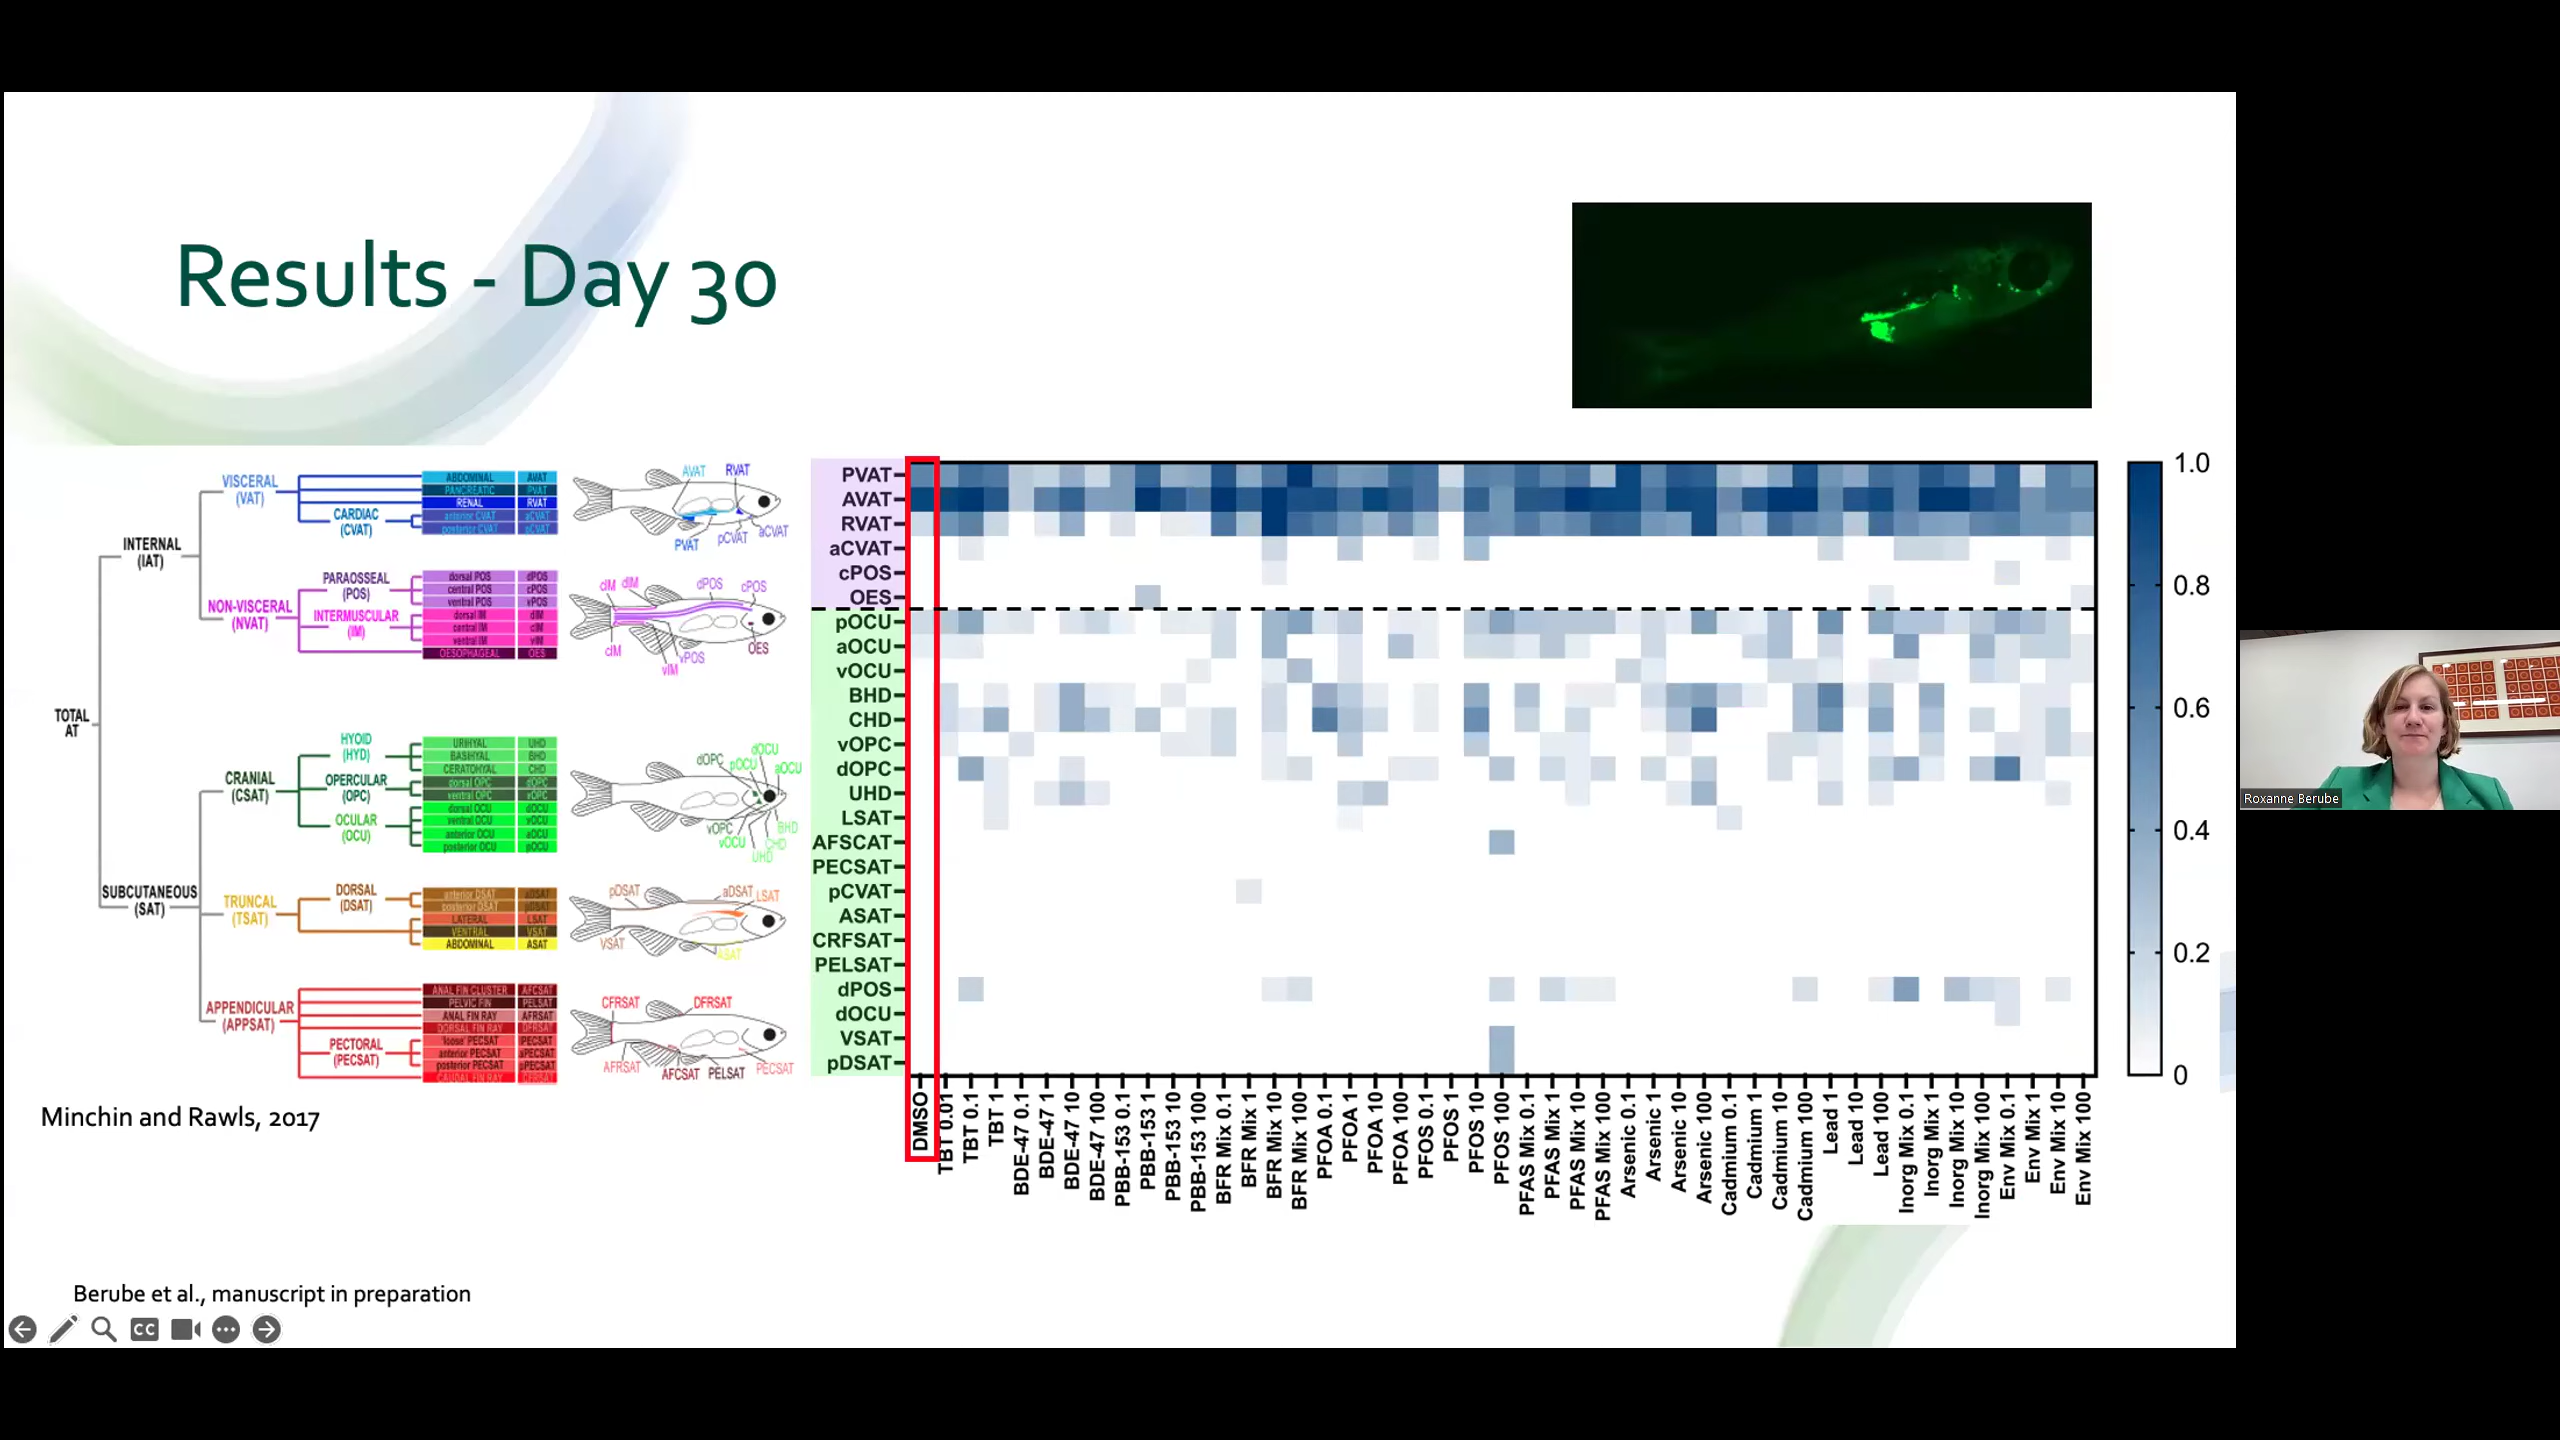 Results - Day 30
TOTAL
AT
INTERNAL
(IAT)
VISCERAL
(VAT)
CARDIAC
(CVAT)
ABDOMINAL AVAT
PANCREATIC PVAT
RENAL RVAT
anterior CVAT aCVAT
posterior CVAT pCVAT
AVAT RVAT
PVAT pCVAT aCVAT
NON-VISCERAL
(NVAT)
PARAOSSEAL
(POS)
INTERMUSCULAR
(IM)
dorsal POS dPOS
central POS cPOS
ventral POS vPOS
dorsal IM dIM
central IM cIM
ventral IM vIM
OESOPHAGEAL OES
cIM dIM dPOS cPOS
cIM vIM vPOS OES
SUBCUTANEOUS
(SAT)
CRANIAL
(CSAT)
HYOID
(HYD)
OPERCULAR
(OPC)
OCULAR
(OCU)
URIHYAL UHD
BASIHYAL BHD
CERATOHYAL CHD
dorsal OPC dOPC
ventral OPC vOPC
dorsal OCU dOCU
ventral OCU vOCU
anterior OCU aOCU
posterior OCU pOCU
dOPC pOCU dOCU aOCU
vOPC vOCU UHD CHD BHD
TRUNCAL
(TSAT)
DORSAL
(DSAT)
anterior DSAT aDSAT
posterior DSAT pDSAT
LATERAL LSAT
VENTRAL VSAT
ABDOMINAL ASAT
pDSAT aDSAT LSAT
VSAT ASAT
APPENDICULAR
(APPSAT)
PECTORAL
(PECSAT)
ANAL FIN CLUSTER AFCSAT
PELVIC FIN PELSAT
ANAL FIN RAY AFRSAT
DORSAL FIN RAY DFRSAT
'loose' PECSAT lPECSAT
anterior PECSAT aPECSAT
posterior PECSAT pPECSAT
CAUDAL FIN RAY CFRSAT
CFRSAT DFRSAT
AFRSAT AFCSAT PELSAT PECSAT
Minchin and Rawls, 2017
PVAT
AVAT
RVAT
aCVAT
cPOS
OES
pOCU
aOCU
vOCU
BHD
CHD
vOPC
dOPC
UHD
LSAT
AFSCAT
PECSAT
pCVAT
ASAT
CRFSAT
PELSAT
dPOS
dOCU
VSAT
pDSAT
DMSO
TBT 0.01
TBT 0.1
TBT 1
BDE-47 0.1
BDE-47 1
BDE-47 10
BDE-47 100
PBB-153 0.1
PBB-153 1
PBB-153 10
PBB-153 100
BFR Mix 0.1
BFR Mix 1
BFR Mix 10
BFR Mix 100
PFOA 0.1
PFOA 1
PFOA 10
PFOA 100
PFOS 0.1
PFOS 1
PFOS 10
PFOS 100
PFAS Mix 0.1
PFAS Mix 1
PFAS Mix 10
PFAS Mix 100
Arsenic 0.1
Arsenic 1
Arsenic 10
Arsenic 100
Cadmium 0.1
Cadmium 1
Cadmium 10
Cadmium 100
Lead 1
Lead 10
Lead 100
Inorg Mix 0.1
Inorg Mix 1
Inorg Mix 10
Inorg Mix 100
Env Mix 0.1
Env Mix 1
Env Mix 10
Env Mix 100
1.0
0.8
0.6
0.4
0.2
0
Berube et al., manuscript in preparation
CC
Roxanne Berube